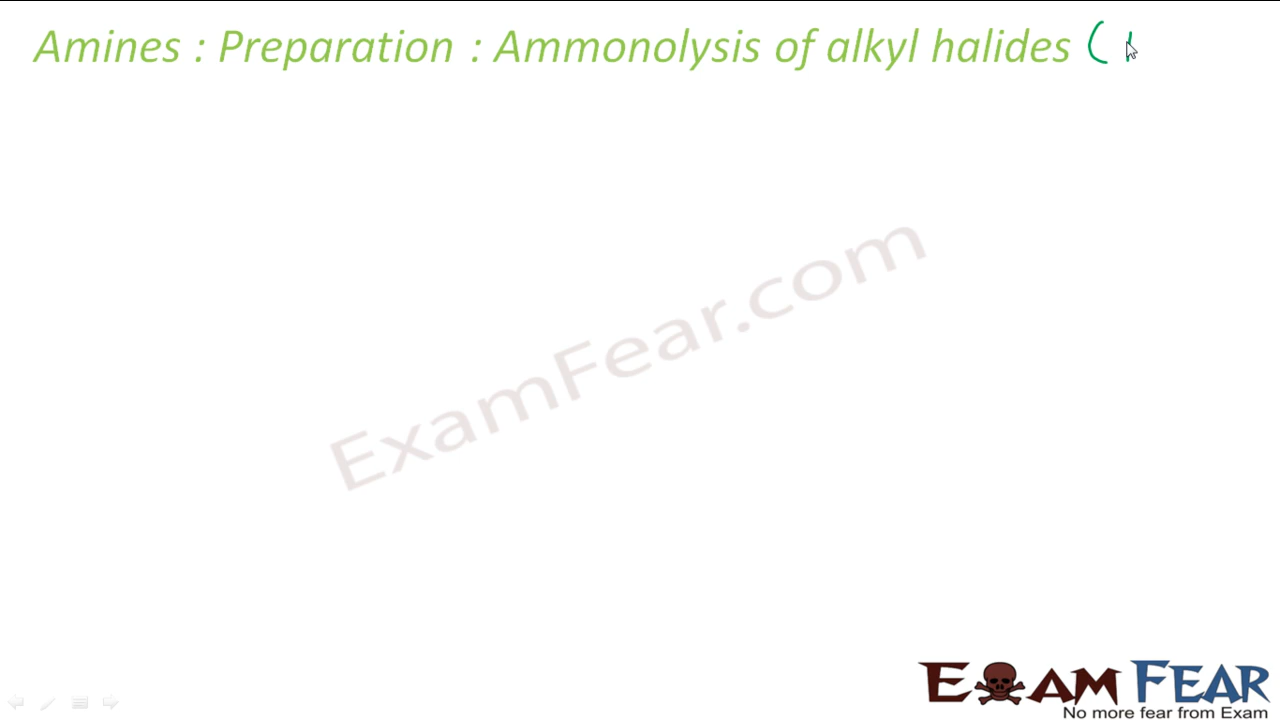 Amines : Preparation : Ammonolysis of alkyl halides (
ExamFear.com
EXAM FEAR
No more fear from Exam